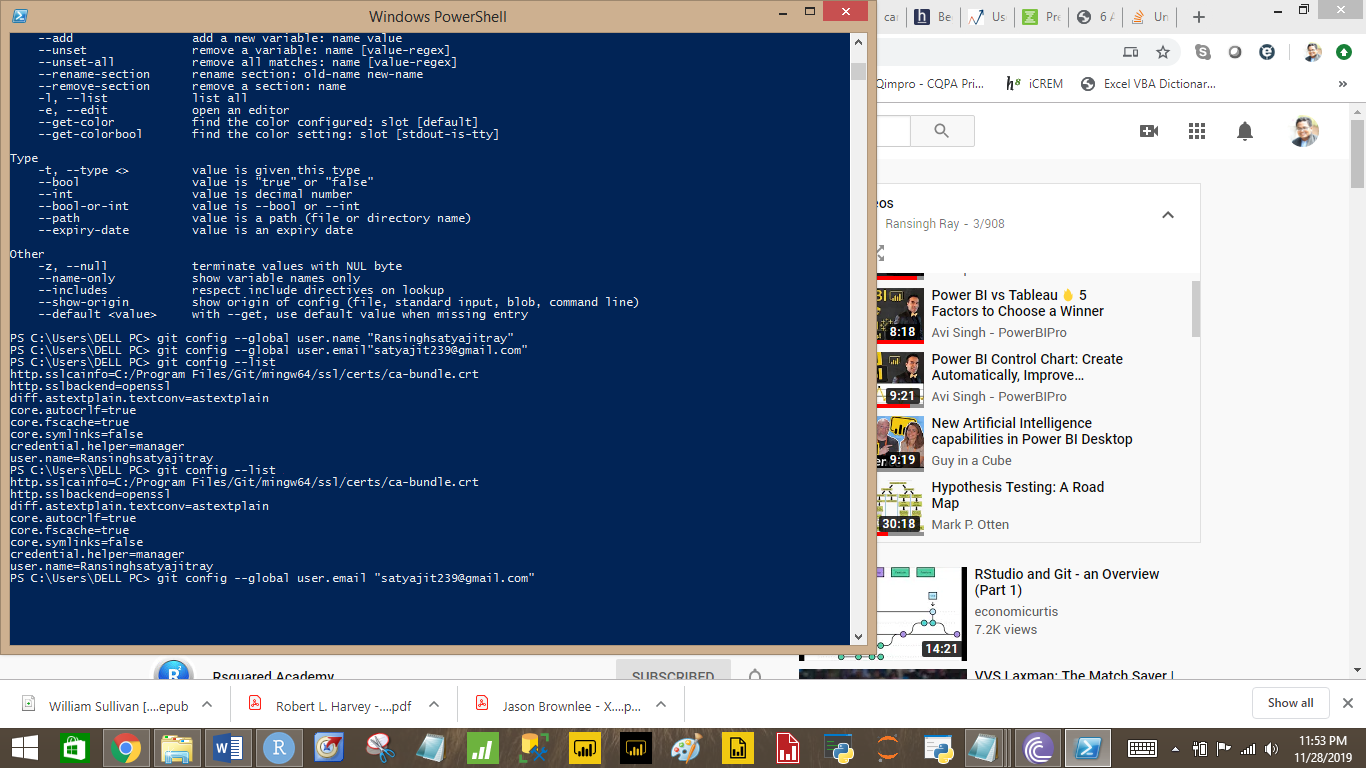 Windows PowerShell
--add add a new variable: name value
--unset remove a variable: name [value-regex]
--unset-all remove all matches: name [value-regex]
--rename-section rename section: old-name new-name
--remove-section remove a section: name
-l, --list list all
-e, --edit open an editor
--get-color find the color configured: slot [default]
--get-colorbool find the color setting: slot [stdout-is-tty]
Type
-t, --type <> value is given this type
--bool value is "true" or "false"
--int value is decimal number
--bool-or-int value is --bool or --int
--path value is a path (file or directory name)
--expiry-date value is an expiry date
Other
-z, --null terminate values with NUL byte
--name-only show variable names only
--includes respect include directives on lookup
--show-origin show origin of config (file, standard input, blob, command line)
--default <value> with --get, use default value when missing entry
PS C:\Users\DELL PC> git config --global user.name "Ransinghsatyajitray"
PS C:\Users\DELL PC> git config --global user.email"satyajit239@gmail.com"
PS C:\Users\DELL PC> git config --list
http.sslcainfo=C:/Program Files/Git/mingw64/ssl/certs/ca-bundle.crt
http.sslbackend=openssl
diff.astextplain.textconv=astextplain
core.autocrlf=true
core.fscache=true
core.symlinks=false
credential.helper=manager
user.name=Ransinghsatyajitray
PS C:\Users\DELL PC> git config --list
http.sslcainfo=C:/Program Files/Git/mingw64/ssl/certs/ca-bundle.crt
http.sslbackend=openssl
diff.astextplain.textconv=astextplain
core.autocrlf=true
core.fscache=true
core.symlinks=false
credential.helper=manager
user.name=Ransinghsatyajitray
PS C:\Users\DELL PC> git config --global user.email "satyajit239@gmail.com"
car Be Us Pre 6 A Un
Qimpro - CQPA Pri... iCREM Excel VBA Dictionar...
eos
Ransingh Ray - 3/908
Power BI vs Tableau 5
Factors to Choose a Winner
8:18
Avi Singh - PowerBIPro
Power BI Control Chart: Create
Automatically, Improve…
9:21
Avi Singh - PowerBIPro
New Artificial Intelligence
capabilities in Power BI Desktop
9:19
Guy in a Cube
Hypothesis Testing: A Road
Map
30:18
Mark P. Otten
RStudio and Git - an Overview
(Part 1)
economicurtis
7.2K views
14:21
VVS Laxman: The Match Saver |
Rsquared Academy
SUBSCRIBED
William Sullivan [....epub
Robert L. Harvey -....pdf
Jason Brownlee - X....p...
Show all
11:53 PM
11/28/2019